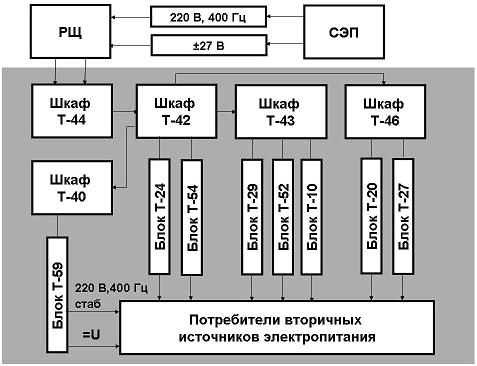 РЩ
220 В, 400 Гц
±27 В
СЭП
Шкаф
Т-44
Шкаф
Т-42
Шкаф
Т-43
Шкаф
Т-46
Шкаф
Т-40
Блок Т-24
Блок Т-54
Блок Т-29
Блок Т-52
Блок Т-10
Блок Т-20
Блок Т-27
Блок Т-59
220 В,400 Гц
стаб
=U
Потребители вторичных
источников электропитания